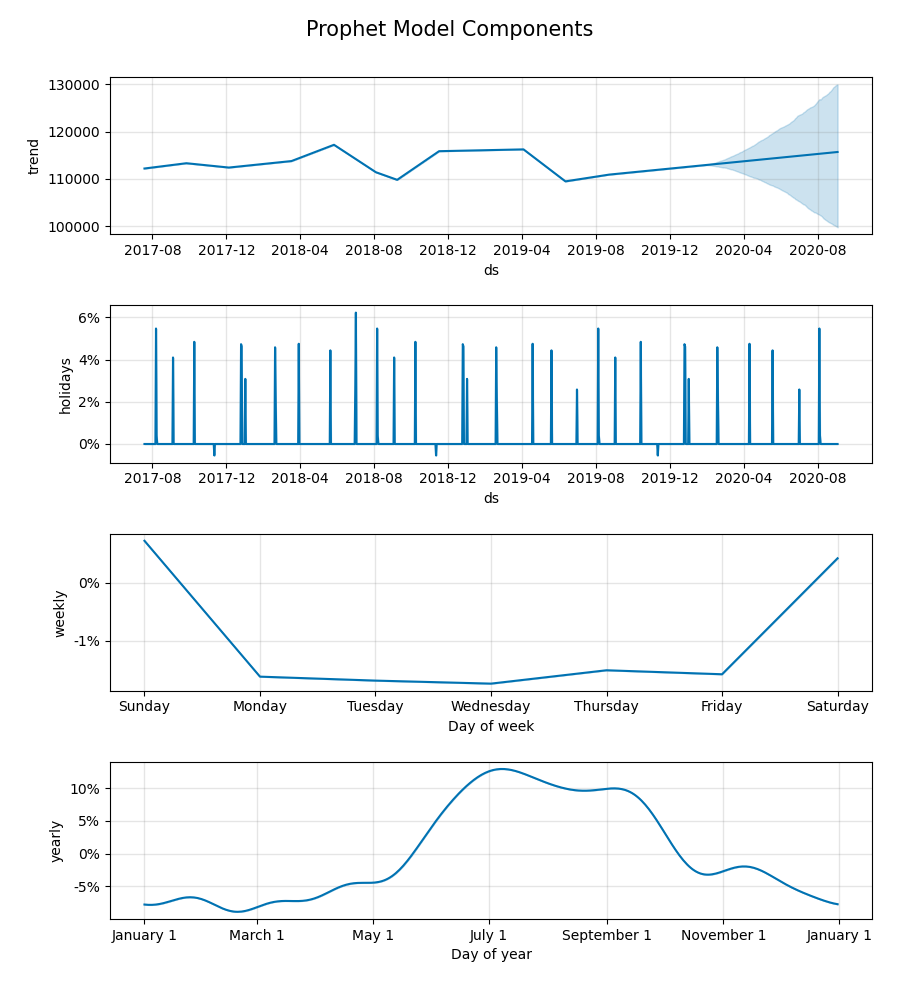 Prophet Model Components
130000
120000
110000
100000
trend
2017-08 2017-12 2018-04 2018-08 2018-12 2019-04 2019-08 2019-12 2020-04 2020-08
ds
6%
4%
2%
0%
holidays
2017-08 2017-12 2018-04 2018-08 2018-12 2019-04 2019-08 2019-12 2020-04 2020-08
ds
0%
-1%
weekly
Sunday Monday Tuesday Wednesday Thursday Friday Saturday
Day of week
10%
5%
0%
-5%
yearly
January 1 March 1 May 1 July 1 September 1 November 1 January 1
Day of year